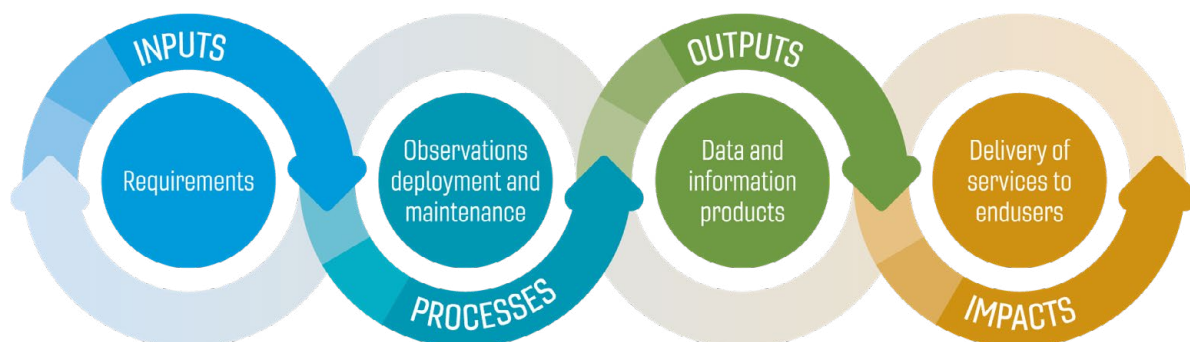 INPUTS
Requirements
Observations
deployment and
maintenance
PROCESSES
OUTPUTS
Data and
information
products
Delivery of
services to
endusers
IMPACTS